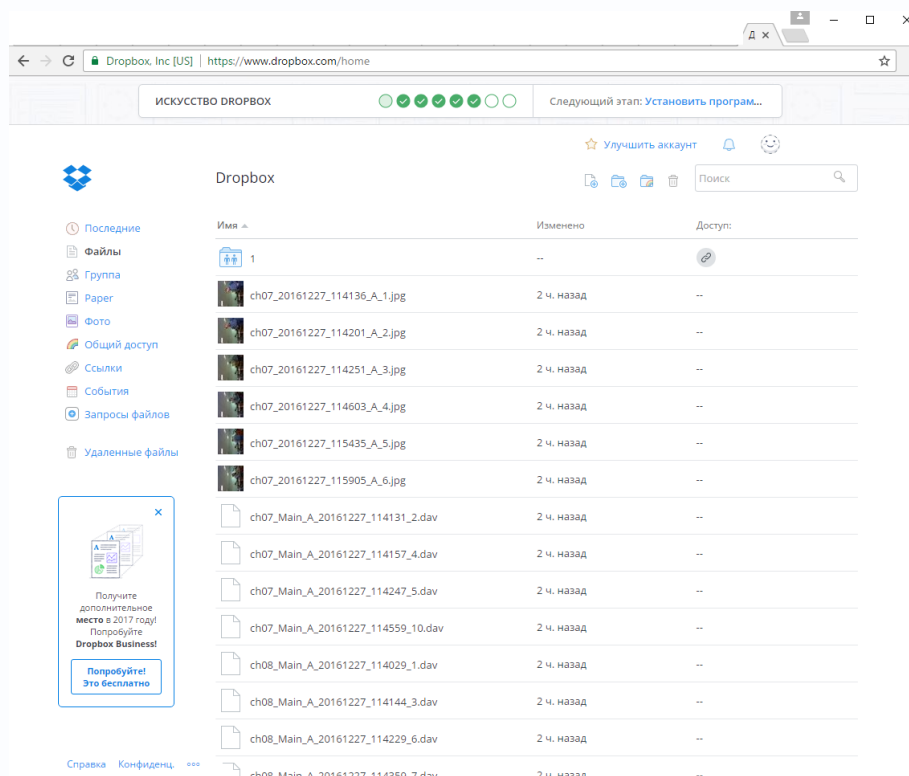 Д
Dropbox, Inc [US] | https://www.dropbox.com/home
ИСКУССТВО DROPBOX
Следующий этап: Установить програм...
Улучшить аккаунт
Dropbox
Поиск
Последние
Файлы
Группа
Paper
Фото
Общий доступ
Ссылки
События
Запросы файлов
Удаленные файлы
Имя Изменено Доступ:
1 --
ch07_20161227_114136_A_1.jpg 2 ч. назад --
ch07_20161227_114201_A_2.jpg 2 ч. назад --
ch07_20161227_114251_A_3.jpg 2 ч. назад --
ch07_20161227_114603_A_4.jpg 2 ч. назад --
ch07_20161227_115435_A_5.jpg 2 ч. назад --
ch07_20161227_115905_A_6.jpg 2 ч. назад --
ch07_Main_A_20161227_114131_2.dav 2 ч. назад --
ch07_Main_A_20161227_114157_4.dav 2 ч. назад --
ch07_Main_A_20161227_114247_5.dav 2 ч. назад --
ch07_Main_A_20161227_114559_10.dav 2 ч. назад --
ch08_Main_A_20161227_114029_1.dav 2 ч. назад --
ch08_Main_A_20161227_114144_3.dav 2 ч. назад --
ch08_Main_A_20161227_114229_6.dav 2 ч. назад --
ch08_Main_A_20161227_114359_7.dav 2 ч. назад --
Получите
дополнительное
место в 2017 году!
Попробуйте
Dropbox Business!
Попробуйте!
Это бесплатно
Справка Конфиденц.